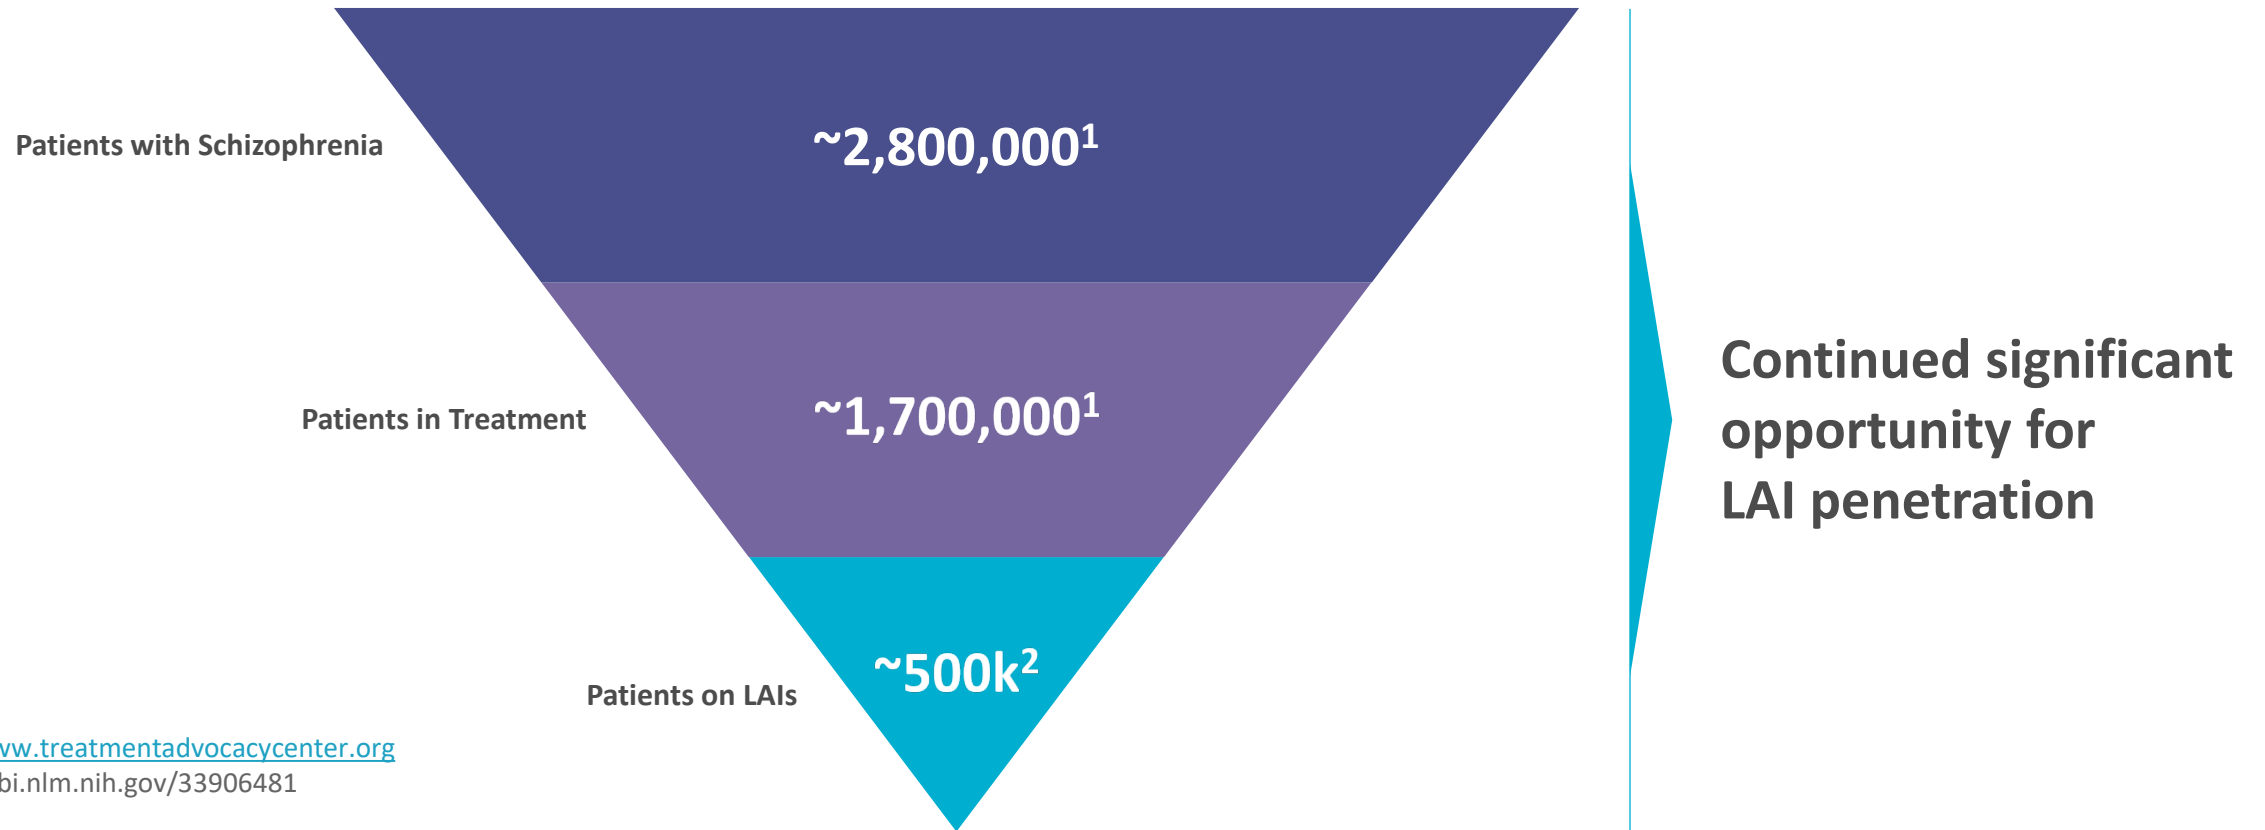 Patients with Schizophrenia
~2,800,000¹
Patients in Treatment
~1,700,000¹
Patients on LAIs
~500k²
Continued significant
opportunity for
LAI penetration
ww.treatmentadvocacycenter.org
bi.nlm.nih.gov/33906481